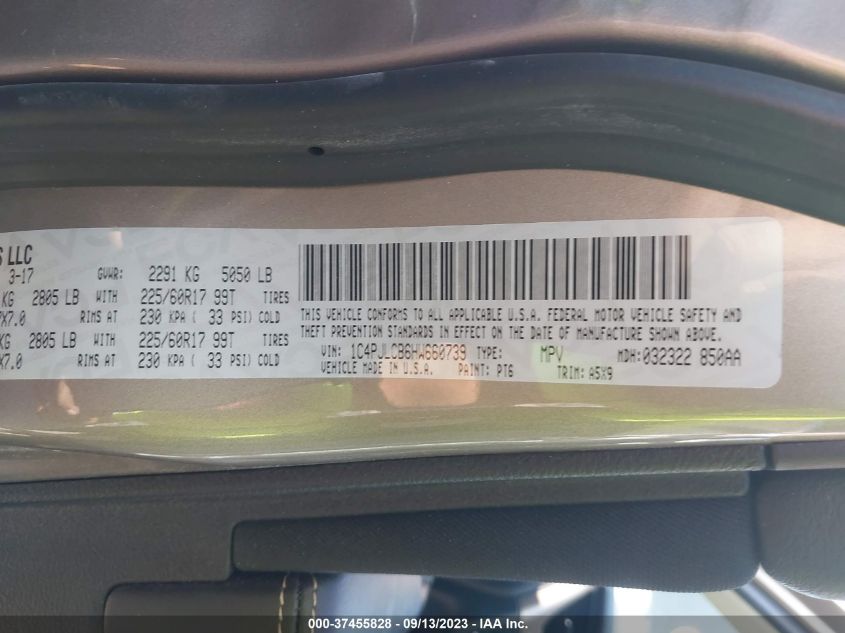 S LLC
3-17 GVWR: 2291 KG 5050 LB
KG 2805 LB WITH 225/60R17 99T TIRES
X7.0 RIMS AT 230 KPA ( 33 PSI) COLD
KG 2805 LB WITH 225/60R17 99T TIRES
X7.0 RIMS AT 230 KPA ( 33 PSI) COLD
THIS VEHICLE CONFORMS TO ALL APPLICABLE U.S.A. FEDERAL MOTOR VEHICLE SAFETY AND
THEFT PREVENTION STANDARDS IN EFFECT ON THE DATE OF MANUFACTURE SHOWN ABOVE.
VIN: 1C4PJLCB6HW660739 TYPE: MPV MDH:032322 850AA
VEHICLE MADE IN U.S.A. PAINT: PT6 TRIM: A5X9
000-37455828 - 09/13/2023 - IAA Inc.